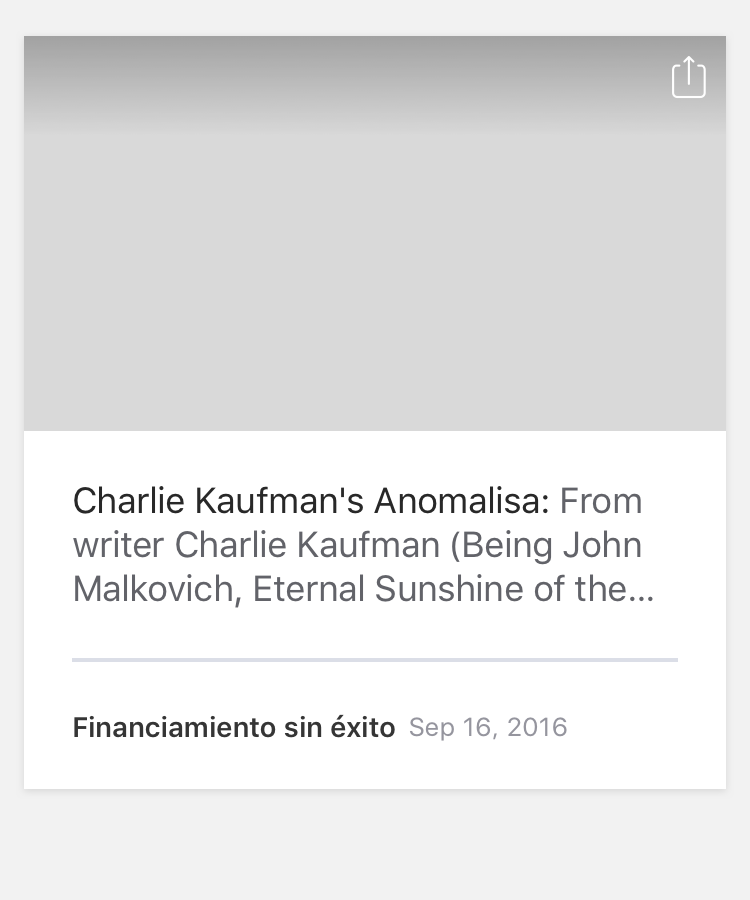 Charlie Kaufman's Anomalisa: From
writer Charlie Kaufman (Being John
Malkovich, Eternal Sunshine of the...
Financiamiento sin éxito Sep 16, 2016